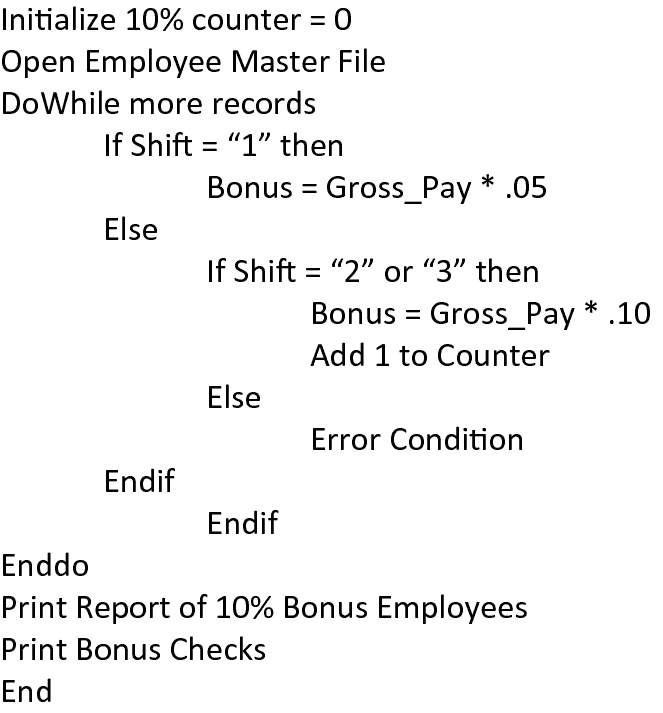 Initialize 10% counter = 0
Open Employee Master File
DoWhile more records
If Shift = “1” then
Bonus = Gross_Pay * .05
Else
If Shift = “2” or “3” then
Bonus = Gross_Pay * .10
Add 1 to Counter
Else
Error Condition
Endif
Endif
Enddo
Print Report of 10% Bonus Employees
Print Bonus Checks
End